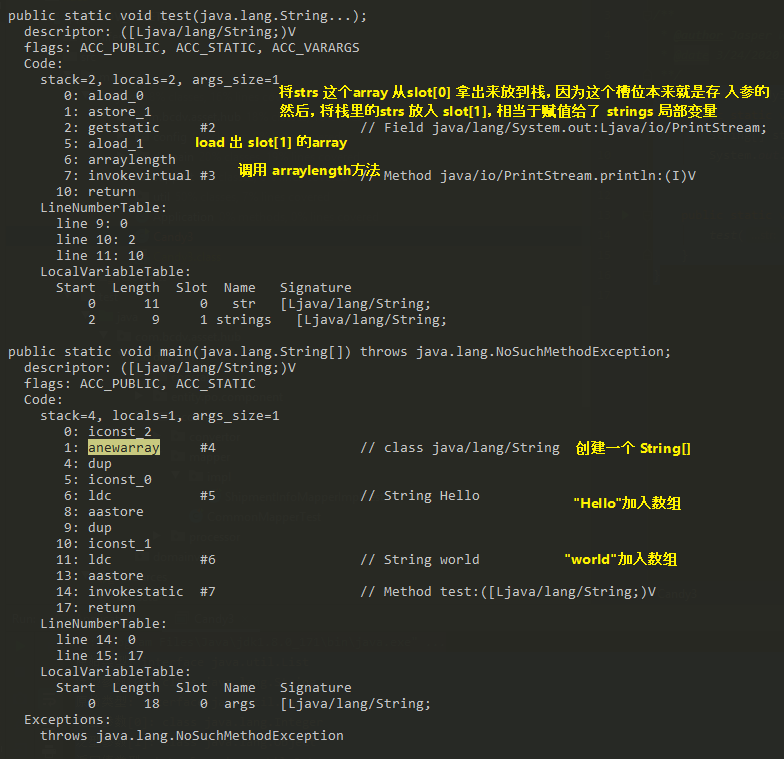 public static void test(java.lang.String...);
descriptor: ([Ljava/lang/String;)V
flags: ACC_PUBLIC, ACC_STATIC, ACC_VARARGS
Code:
stack=2, locals=2, args_size=1
0: aload_0 将strs 这个array 从slot[0] 拿出来放到栈, 因为这个槽位本来就是存 入参的
1: astore_1 然后, 将栈里的strs 放入 slot[1], 相当于赋值给了 strings 局部变量
2: getstatic #2 // Field java/lang/System.out:Ljava/io/PrintStream;
5: aload_1 load 出 slot[1] 的array
6: arraylength
7: invokevirtual #3 调用 arraylength方法 // Method java/io/PrintStream.println:(I)V
10: return
LineNumberTable:
line 9: 0
line 10: 2
line 11: 10
LocalVariableTable:
Start Length Slot Name Signature
0 11 0 str [Ljava/lang/String;
2 9 1 strings [Ljava/lang/String;
public static void main(java.lang.String[]) throws java.lang.NoSuchMethodException;
descriptor: ([Ljava/lang/String;)V
flags: ACC_PUBLIC, ACC_STATIC
Code:
stack=4, locals=1, args_size=1
0: iconst_2
1: anewarray #4 // class java/lang/String 创建一个 String[]
4: dup
5: iconst_0
6: ldc #5 // String Hello "Hello"加入数组
8: aastore
9: dup
10: iconst_1
11: ldc #6 // String world "world"加入数组
13: aastore
14: invokestatic #7 // Method test:([Ljava/lang/String;)V
17: return
LineNumberTable:
line 14: 0
line 15: 17
LocalVariableTable:
Start Length Slot Name Signature
0 18 0 args [Ljava/lang/String;
Exceptions:
throws java.lang.NoSuchMethodException